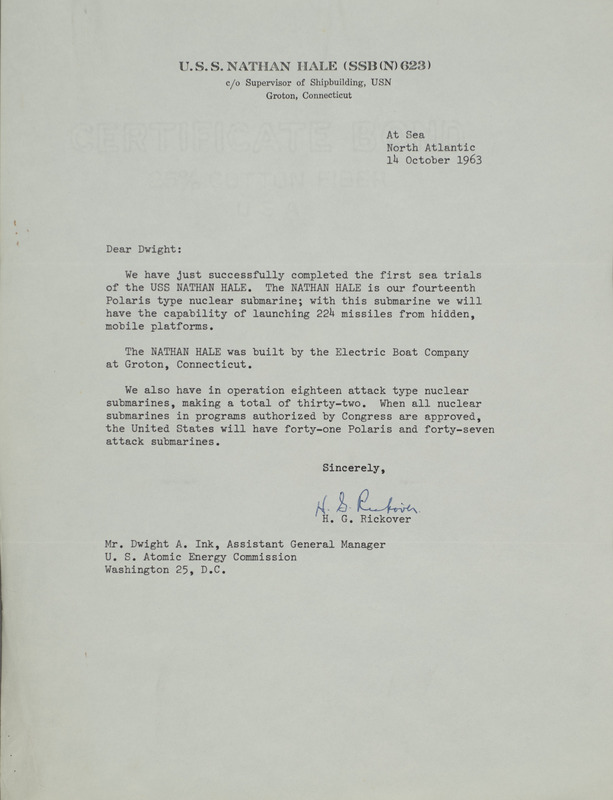 U.S.S. NATHAN HALE (SSB(N)623)
c/o Supervisor of Shipbuilding, USN
Groton, Connecticut
CERTIFICATE BOND
25% COTTON FIBER
U S A
At Sea
North Atlantic
14 October 1963
Dear Dwight:
We have just successfully completed the first sea trials
of the USS NATHAN HALE. The NATHAN HALE is our fourteenth
Polaris type nuclear submarine; with this submarine we will
have the capability of launching 224 missiles from hidden,
mobile platforms.
The NATHAN HALE was built by the Electric Boat Company
at Groton, Connecticut.
We also have in operation eighteen attack type nuclear
submarines, making a total of thirty-two. When all nuclear
submarines in programs authorized by Congress are approved,
the United States will have forty-one Polaris and forty-seven
attack submarines.
Sincerely,
H. G. Rickover
H. G. Rickover
Mr. Dwight A. Ink, Assistant General Manager
U. S. Atomic Energy Commission
Washington 25, D.C.